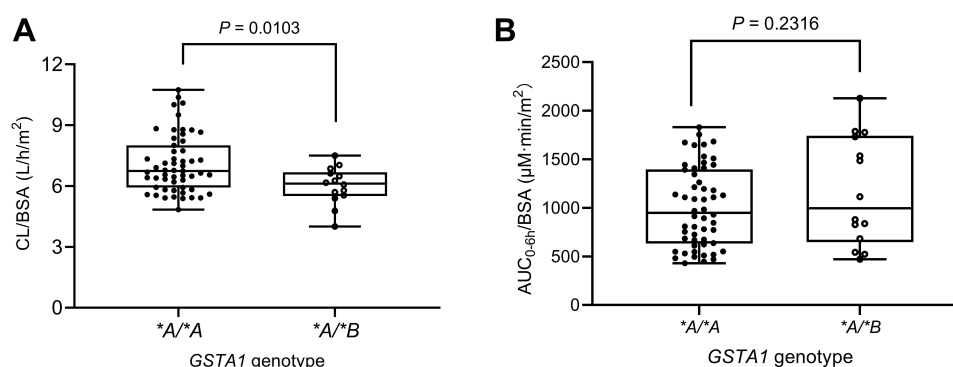 A
P = 0.0103
CL/BSA (L/h/m²)
12
9
6
3
0
*A/*A
*A/*B
GSTA1 genotype
B
P = 0.2316
AUC0-6h/BSA (μM·min/m²)
2500
2000
1500
1000
500
0
*A/*A
*A/*B
GSTA1 genotype